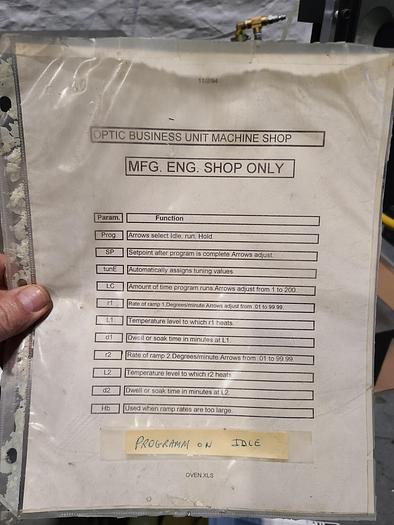 11/2/94
OPTIC BUSINESS UNIT MACHINE SHOP
MFG. ENG. SHOP ONLY
Param. Function
Prog Arrows select Idle, run, Hold.
SP Setpoint after program is complete.Arrows adjust.
tunE Automatically assigns tuning values.
LC Amount of time program runs.Arrows adjust from 1 to 200.
r1 Rate of ramp 1.Degrees/minute.Arrows adjust from .01 to 99.99.
L1 Temperature level to which r1 heats.
d1 Dwell or soak time in minutes at L1.
r2 Rate of ramp 2.Degrees/minute.Arrows from .01 to 99.99.
L2 Temperature level to which r2 heats
d2 Dwell or soak time in minutes at L2.
Hb Used when ramp rates are too large.
PROGRAMM ON IDLE
OVEN.XLS